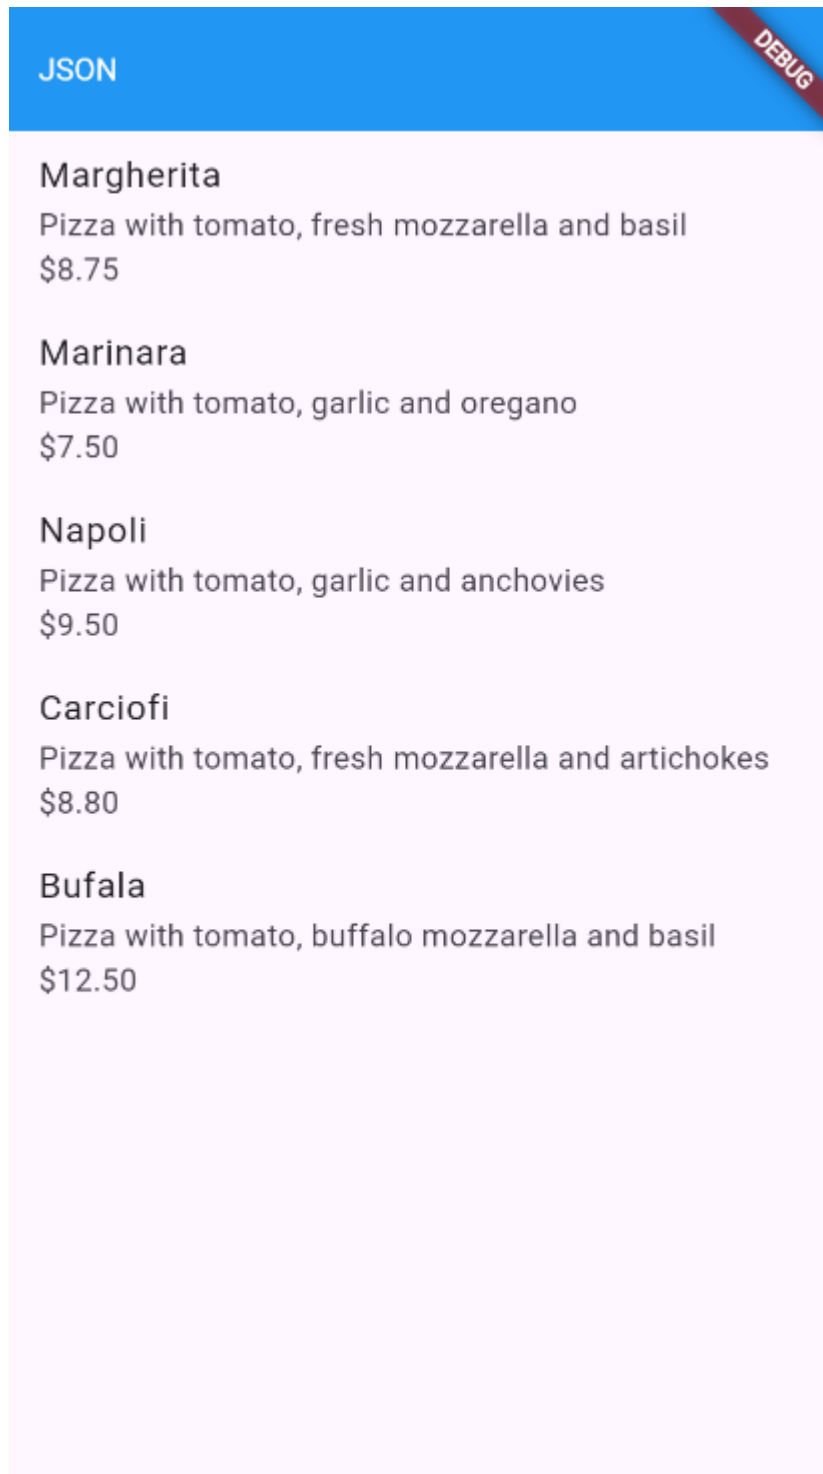 JSON
DEBUG
Margherita
Pizza with tomato, fresh mozzarella and basil
$8.75
Marinara
Pizza with tomato, garlic and oregano
$7.50
Napoli
Pizza with tomato, garlic and anchovies
$9.50
Carciofi
Pizza with tomato, fresh mozzarella and artichokes
$8.80
Bufala
Pizza with tomato, buffalo mozzarella and basil
$12.50